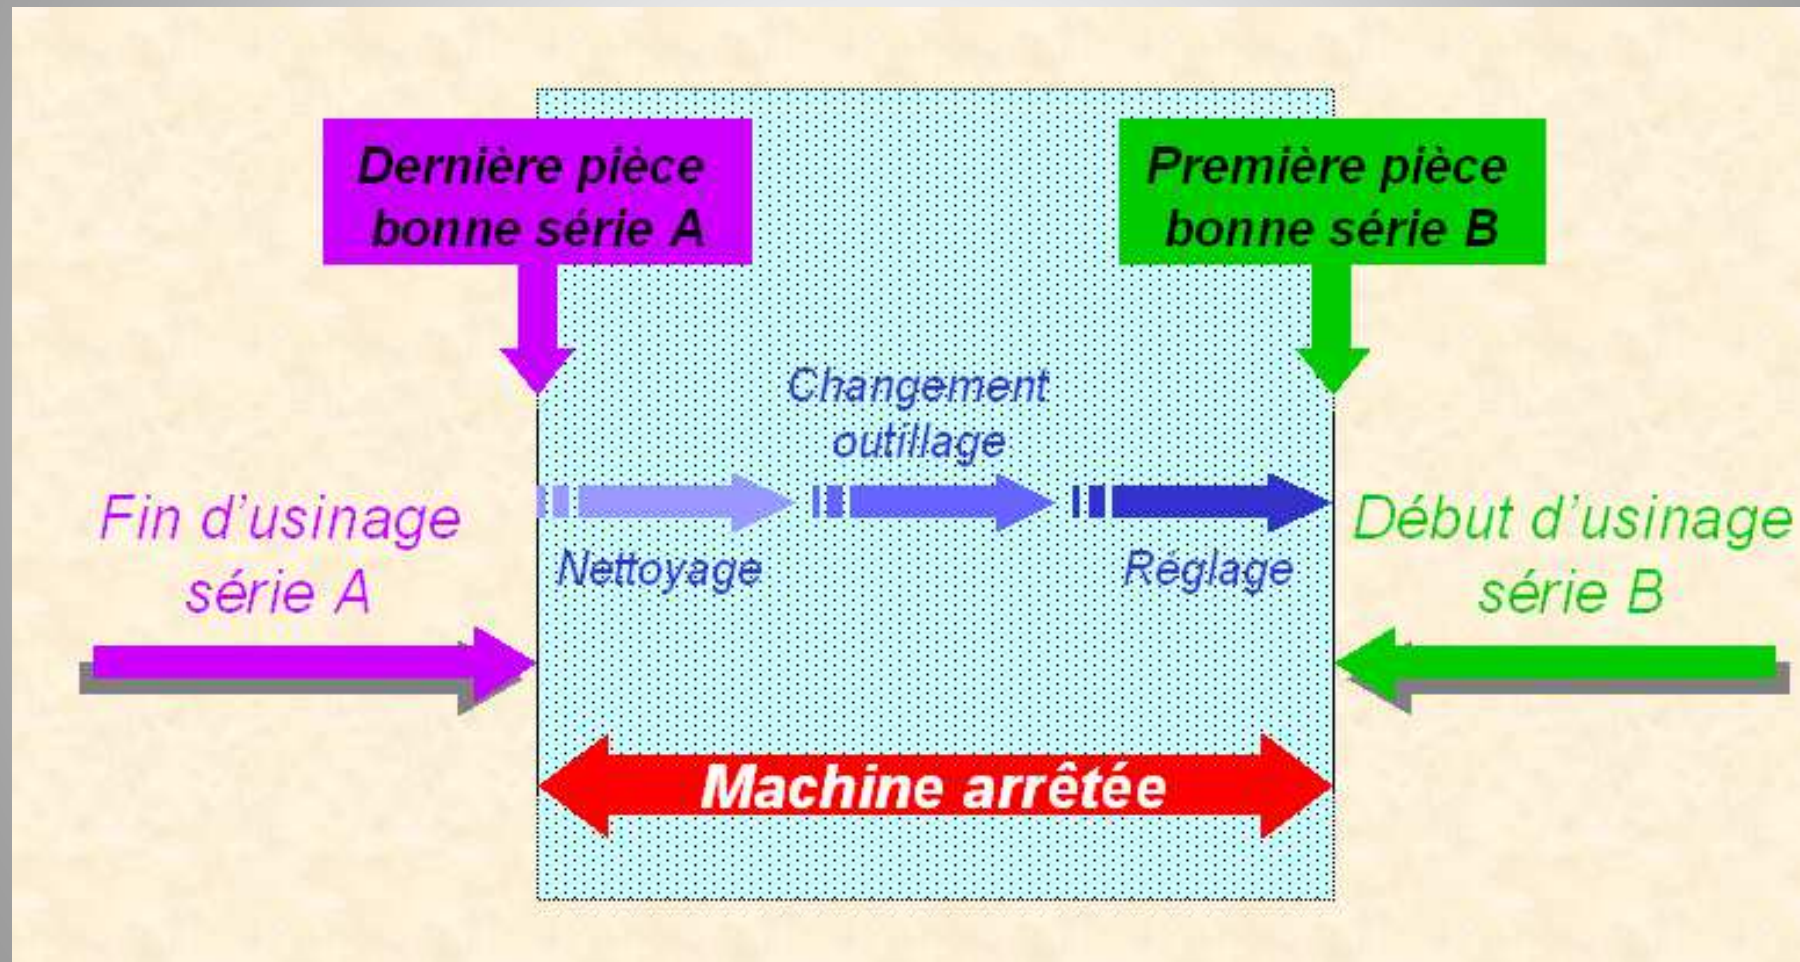 Dernière pièce
bonne série A
Première pièce
bonne série B
Changement
outillage
Fin d'usinage
série A
Nettoyage
Réglage
Début d'usinage
série B
Machine arrêtée